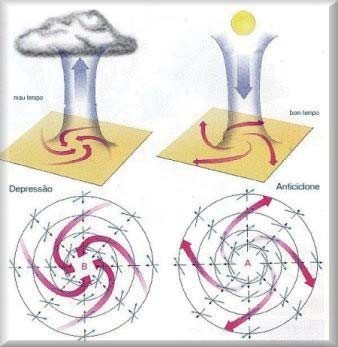 mau tempo
bom tempo
Depressão
Anticiclone
B
A